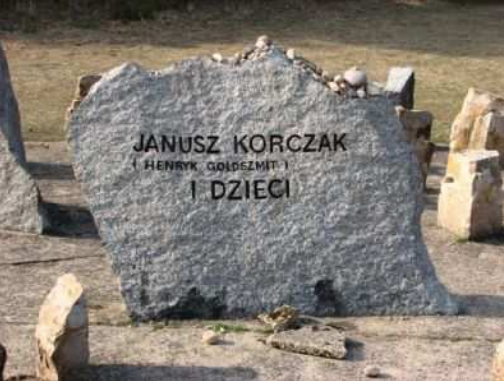 JANUSZ KORCZAK
( HENRYK GOLDSZMIT )
I DZIECI